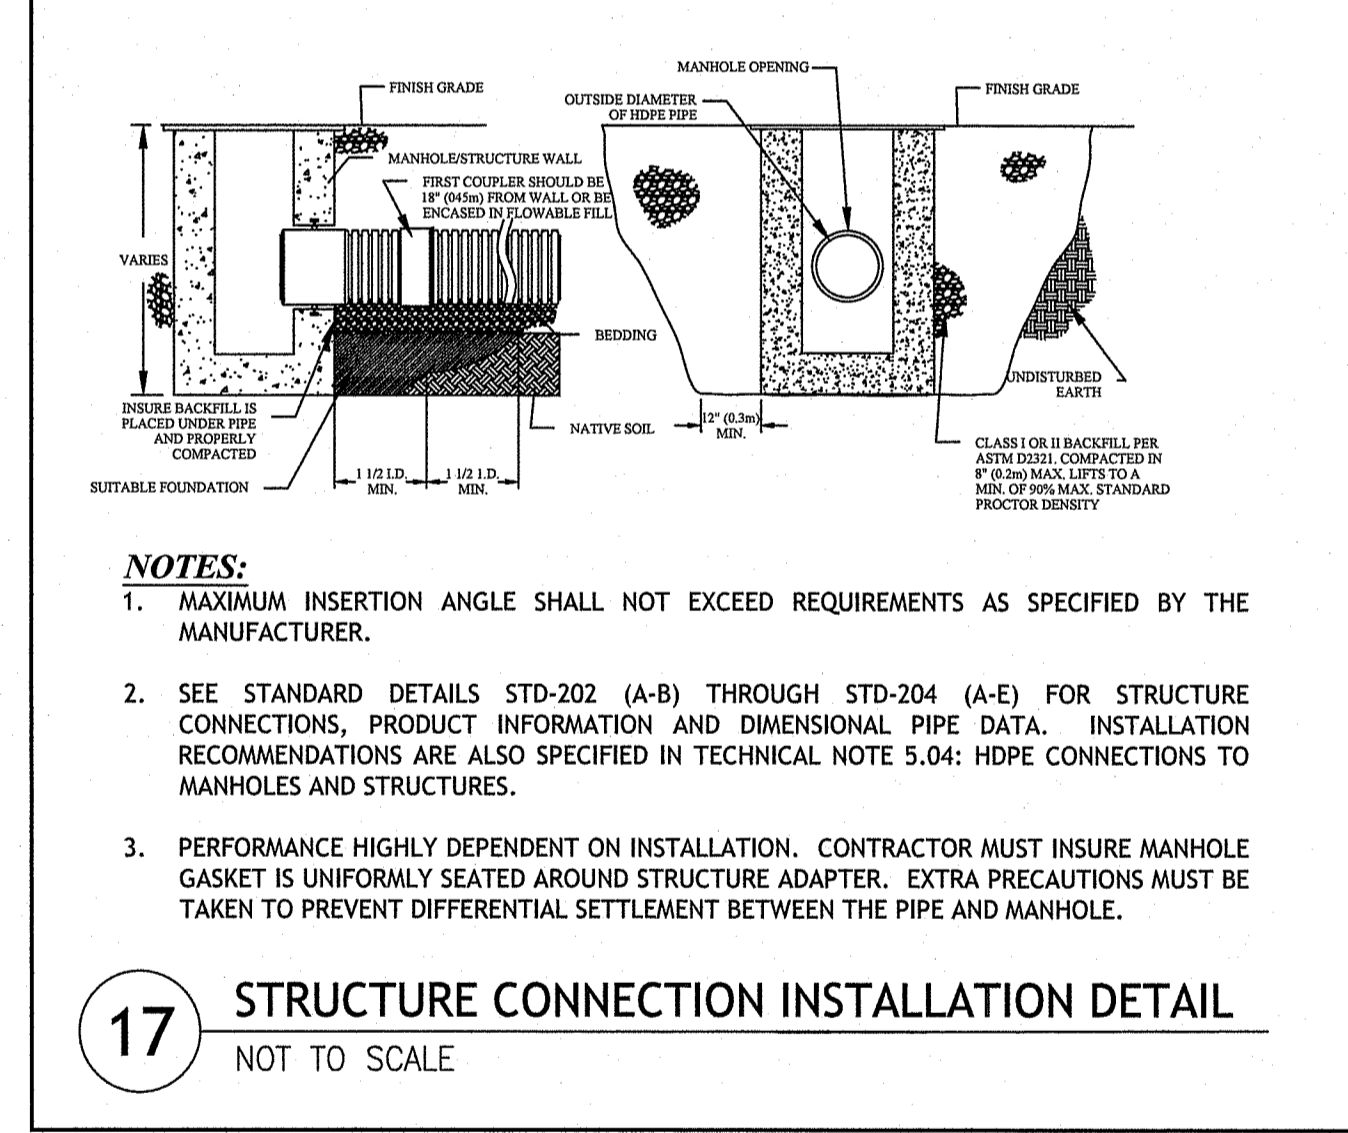 FINISH GRADE
MANHOLE/STRUCTURE WALL
FIRST COUPLER SHOULD BE
18" (045m) FROM WALL OR BE
ENCASED IN FLOWABLE FILL
VARIES
BEDDING
INSURE BACKFILL IS
PLACED UNDER PIPE
AND PROPERLY
COMPACTED
NATIVE SOIL
SUITABLE FOUNDATION
1 1/2 I.D.
MIN.
1 1/2 I.D.
MIN.
MANHOLE OPENING
OUTSIDE DIAMETER
OF HDPE PIPE
FINISH GRADE
UNDISTURBED
EARTH
12" (0.3m)
MIN.
CLASS I OR II BACKFILL PER
ASTM D2321. COMPACTED IN
8" (0.2m) MAX. LIFTS TO A
MIN. OF 90% MAX. STANDARD
PROCTOR DENSITY
NOTES:
1. MAXIMUM INSERTION ANGLE SHALL NOT EXCEED REQUIREMENTS AS SPECIFIED BY THE
MANUFACTURER.
2. SEE STANDARD DETAILS STD-202 (A-B) THROUGH STD-204 (A-E) FOR STRUCTURE
CONNECTIONS, PRODUCT INFORMATION AND DIMENSIONAL PIPE DATA. INSTALLATION
RECOMMENDATIONS ARE ALSO SPECIFIED IN TECHNICAL NOTE 5.04: HDPE CONNECTIONS TO
MANHOLES AND STRUCTURES.
3. PERFORMANCE HIGHLY DEPENDENT ON INSTALLATION. CONTRACTOR MUST INSURE MANHOLE
GASKET IS UNIFORMLY SEATED AROUND STRUCTURE ADAPTER. EXTRA PRECAUTIONS MUST BE
TAKEN TO PREVENT DIFFERENTIAL SETTLEMENT BETWEEN THE PIPE AND MANHOLE.
17
STRUCTURE CONNECTION INSTALLATION DETAIL
NOT TO SCALE